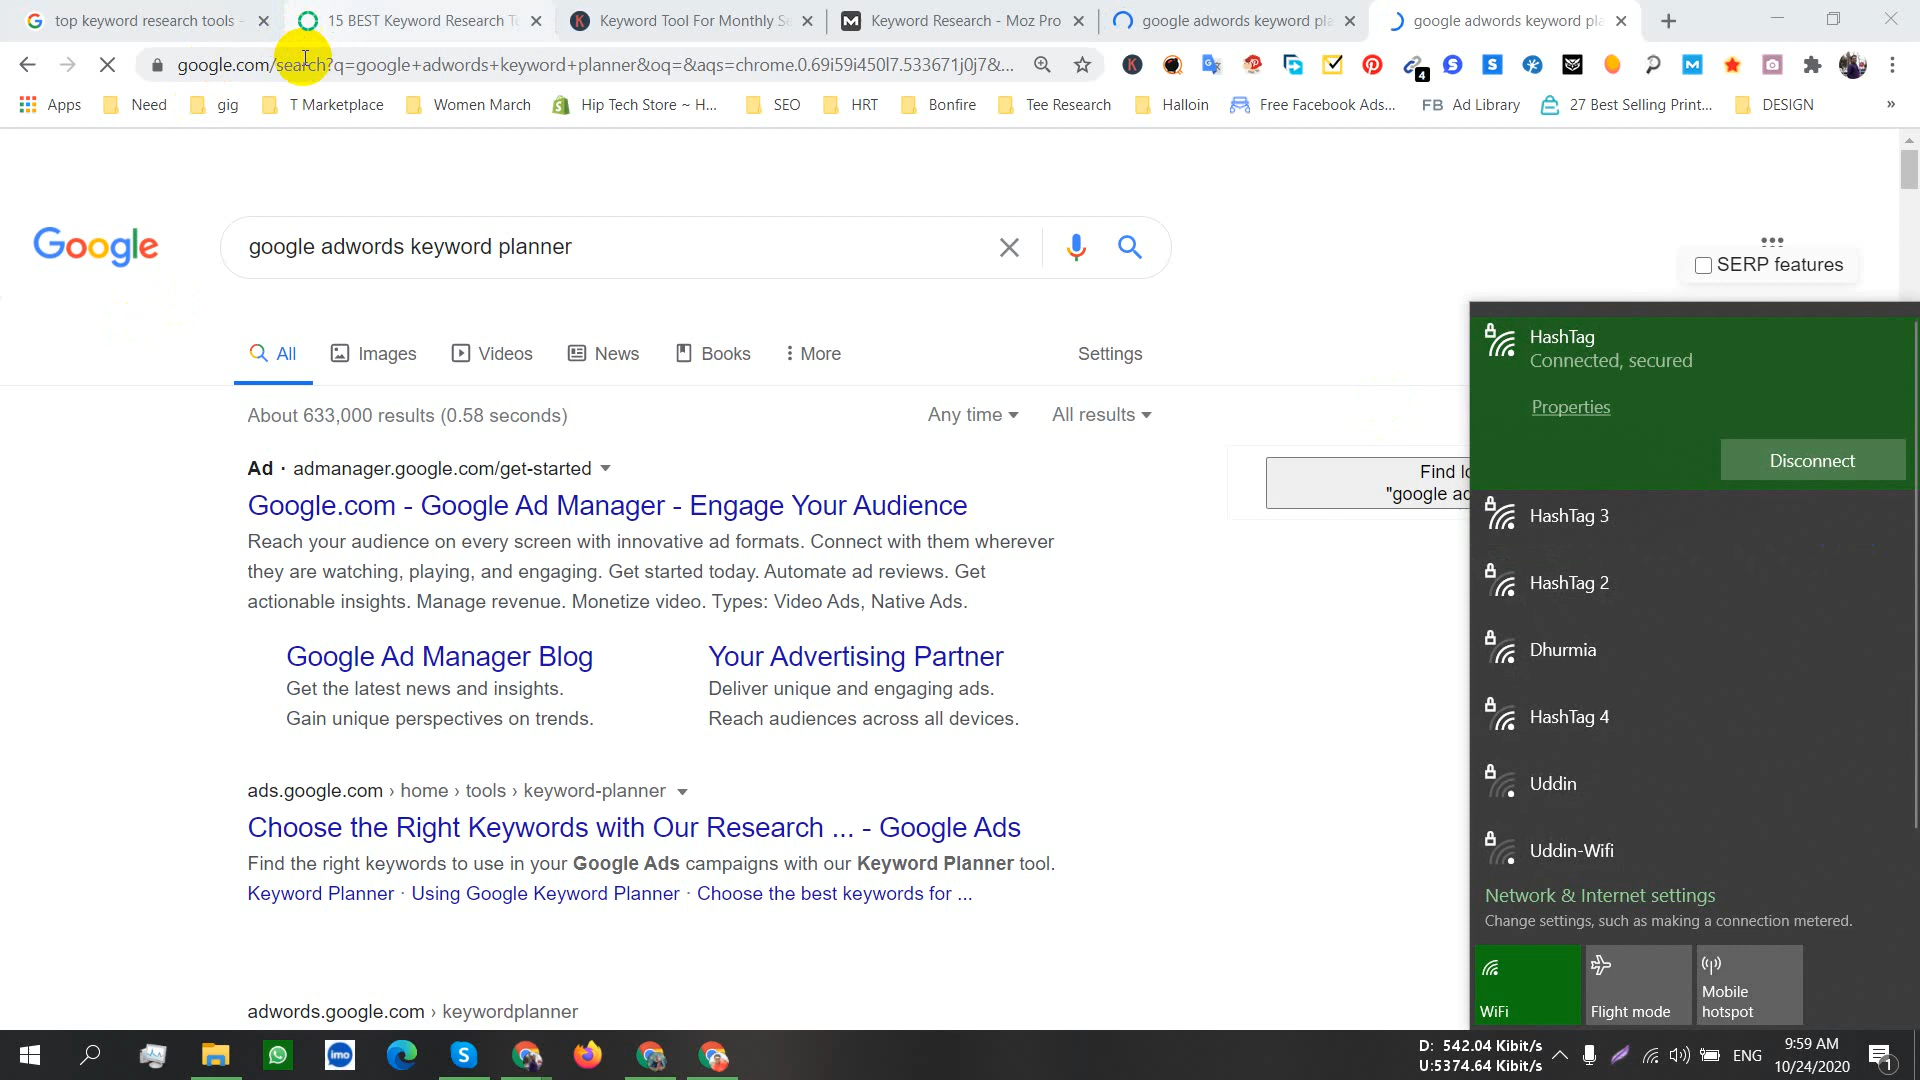 top keyword research tools -
15 BEST Keyword Research T
Keyword Tool For Monthly Se
Keyword Research - Moz Pro
google adwords keyword pla
google adwords keyword pla
google.com/search?q=google+adwords+keyword+planner&oq=&aqs=chrome.0.69i59i450l7.533671j0j7&...
4
Apps
Need
gig
T Marketplace
Women March
Hip Tech Store ~ H...
SEO
HRT
Bonfire
Tee Research
Halloin
Free Facebook Ads...
FB Ad Library
27 Best Selling Print...
DESIGN
»
Google
google adwords keyword planner
SERP features
All
Images
Videos
News
Books
More
Settings
About 633,000 results (0.58 seconds)
Any time
All results
Ad · admanager.google.com/get-started
Google.com - Google Ad Manager - Engage Your Audience
Reach your audience on every screen with innovative ad formats. Connect with them wherever
they are watching, playing, and engaging. Get started today. Automate ad reviews. Get
actionable insights. Manage revenue. Monetize video. Types: Video Ads, Native Ads.
Google Ad Manager Blog
Get the latest news and insights.
Gain unique perspectives on trends.
Your Advertising Partner
Deliver unique and engaging ads.
Reach audiences across all devices.
ads.google.com › home › tools › keyword-planner
Choose the Right Keywords with Our Research ... - Google Ads
Find the right keywords to use in your Google Ads campaigns with our Keyword Planner tool.
Keyword Planner · Using Google Keyword Planner · Choose the best keywords for ...
adwords.google.com › keywordplanner
Find lo
"google ad
HashTag
Connected, secured
Properties
Disconnect
HashTag 3
HashTag 2
Dhurmia
HashTag 4
Uddin
Uddin-Wifi
Network & Internet settings
Change settings, such as making a connection metered.
WiFi
Flight mode
Mobile
hotspot
imo
D: 542.04 Kibit/s
U:5374.64 Kibit/s
ENG
9:59 AM
10/24/2020
1